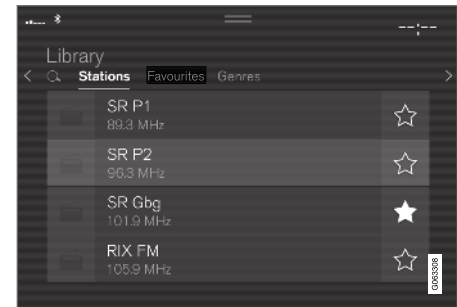 --:--
Library
Stations Favourites Genres
SR P1
89.3 MHz
SR P2
96.3 MHz
SR Gbg
101.9 MHz
RIX FM
105.9 MHz
G063308